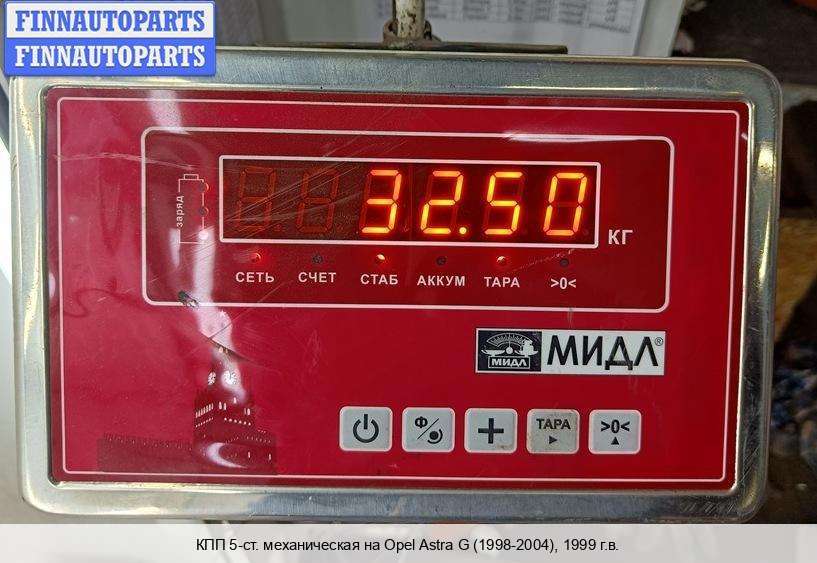 FINNAUTOPARTS
FINNAUTOPARTS
заряд
32.50
КГ
СЕТЬ СЧЕТ СТАБ АККУМ ТАРА >0<
МИДЛ МИДЛ®
Ф/ ТАРА >0<
КПП 5-ст. механическая на Opel Astra G (1998-2004), 1999 г.в.